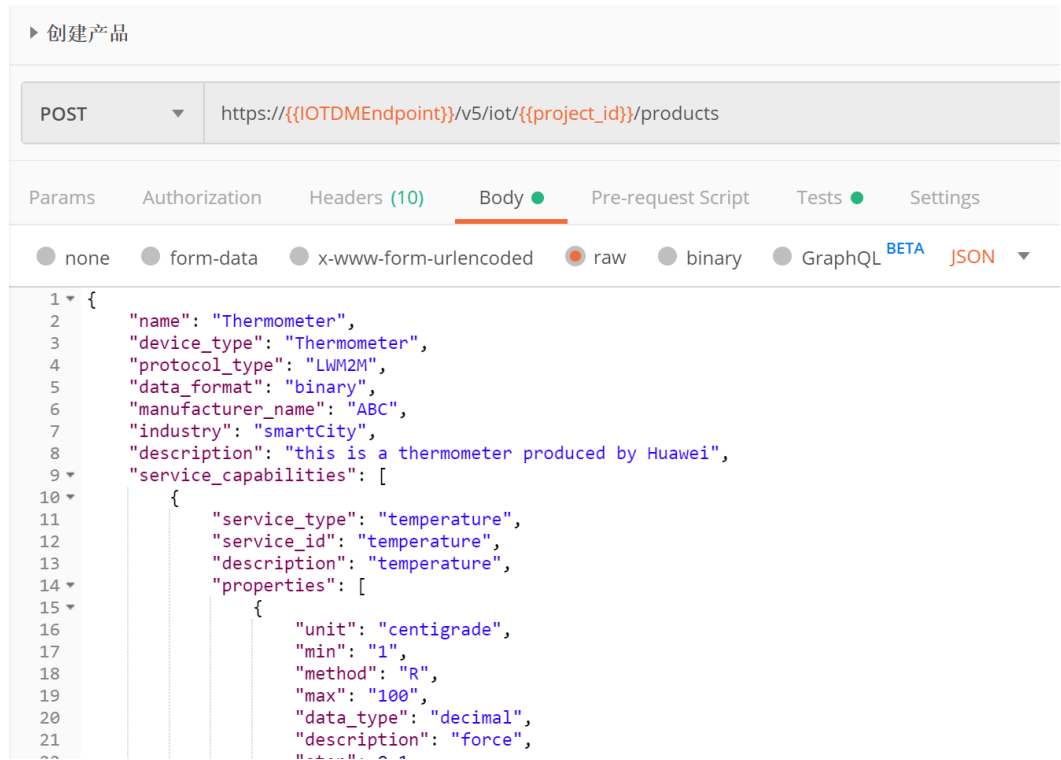 创建产品
POST https://{{IOTDMEndpoint}}/v5/iot/{{project_id}}/products
Params Authorization Headers (10) Body Pre-request Script Tests Settings
none form-data x-www-form-urlencoded raw binary GraphQL BETA JSON
1 {
2 "name": "Thermometer",
3 "device_type": "Thermometer",
4 "protocol_type": "LWM2M",
5 "data_format": "binary",
6 "manufacturer_name": "ABC",
7 "industry": "smartCity",
8 "description": "this is a thermometer produced by Huawei",
9 "service_capabilities": [
10 {
11 "service_type": "temperature",
12 "service_id": "temperature",
13 "description": "temperature",
14 "properties": [
15 {
16 "unit": "centigrade",
17 "min": "1",
18 "method": "R",
19 "max": "100",
20 "data_type": "decimal",
21 "description": "force",